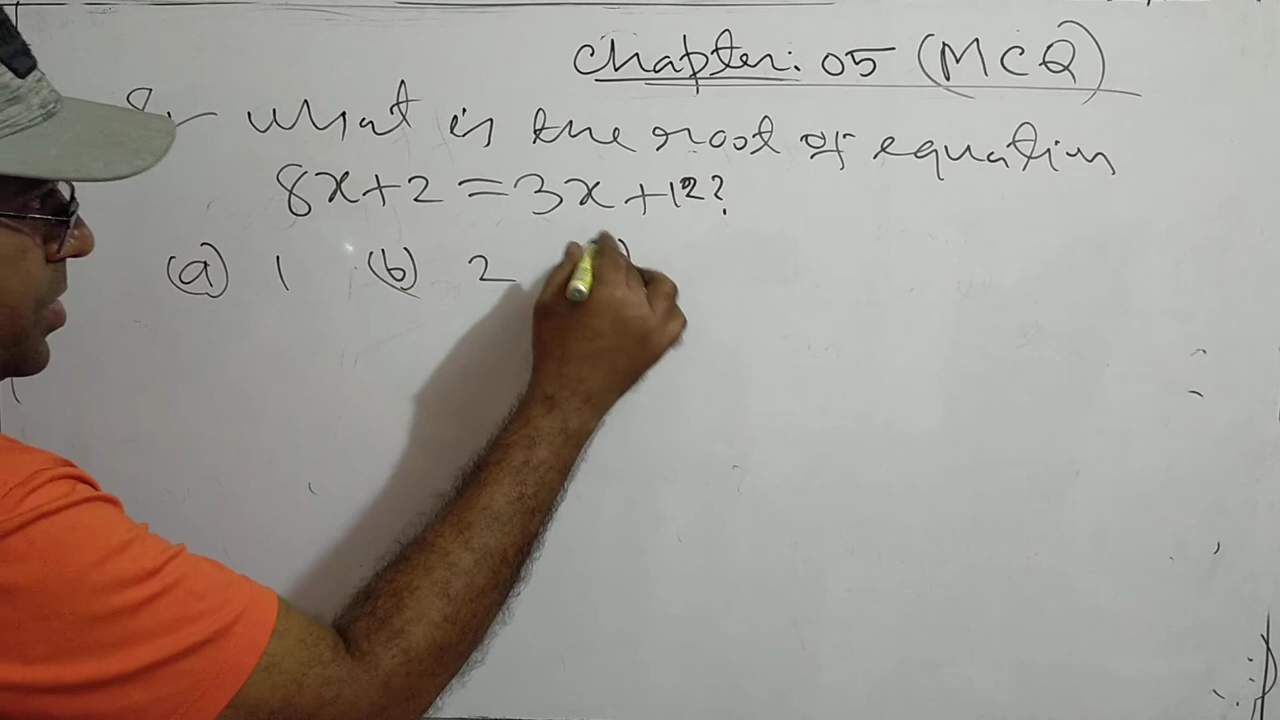 Chapter: 05 (MCQ)
8. What is the root of equation
8x+2=3x+12?
(a) 1 (b) 2